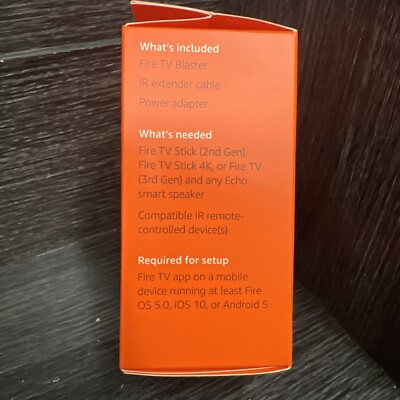 What's included
Fire TV Blaster
IR extender cable
Power adapter
What's needed
Fire TV Stick (2nd Gen),
Fire TV Stick 4K, or Fire TV
(3rd Gen) and any Echo
smart speaker
Compatible IR remote-
controlled device(s)
Required for setup
Fire TV app on a mobile
device running at least Fire
OS 5.0, iOS 10, or Android 5